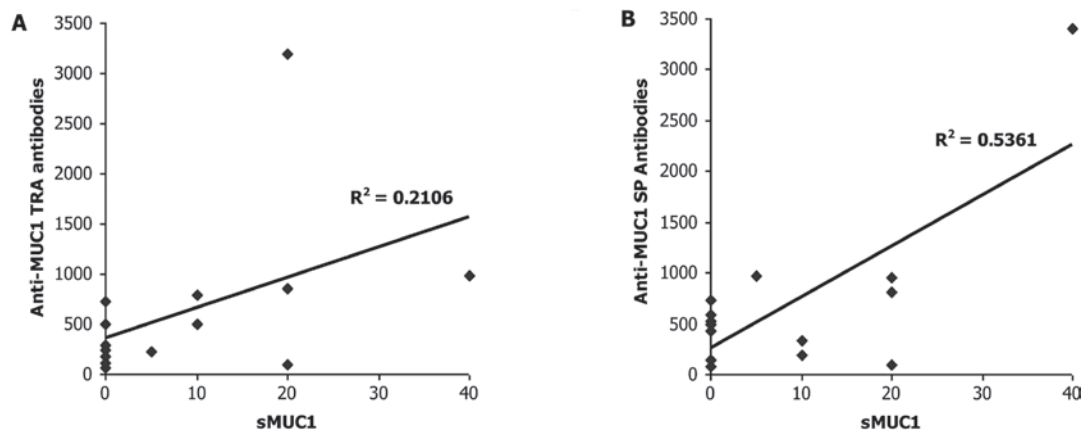 A
Anti-MUC1 TRA antibodies
3500
3000
2500
2000
1500
1000
500
0
R² = 0.2106
0 10 20 30 40
sMUC1
B
Anti-MUC1 SP Antibodies
3500
3000
2500
2000
1500
1000
500
0
R² = 0.5361
0 10 20 30 40
sMUC1